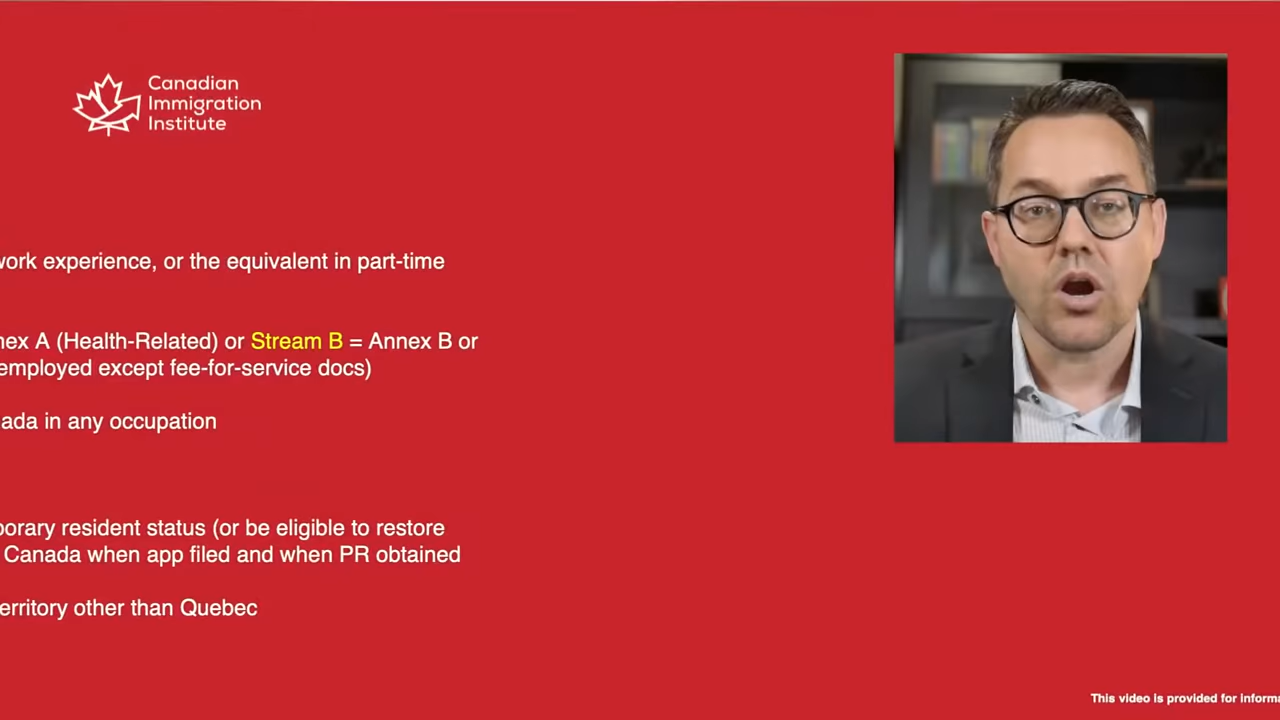 Canadian
Immigration
Institute
work experience, or the equivalent in part-time
nex A (Health-Related) or Stream B = Annex B or
employed except fee-for-service docs)
ada in any occupation
porary resident status (or be eligible to restore
Canada when app filed and when PR obtained
erritory other than Quebec
This video is provided for informa